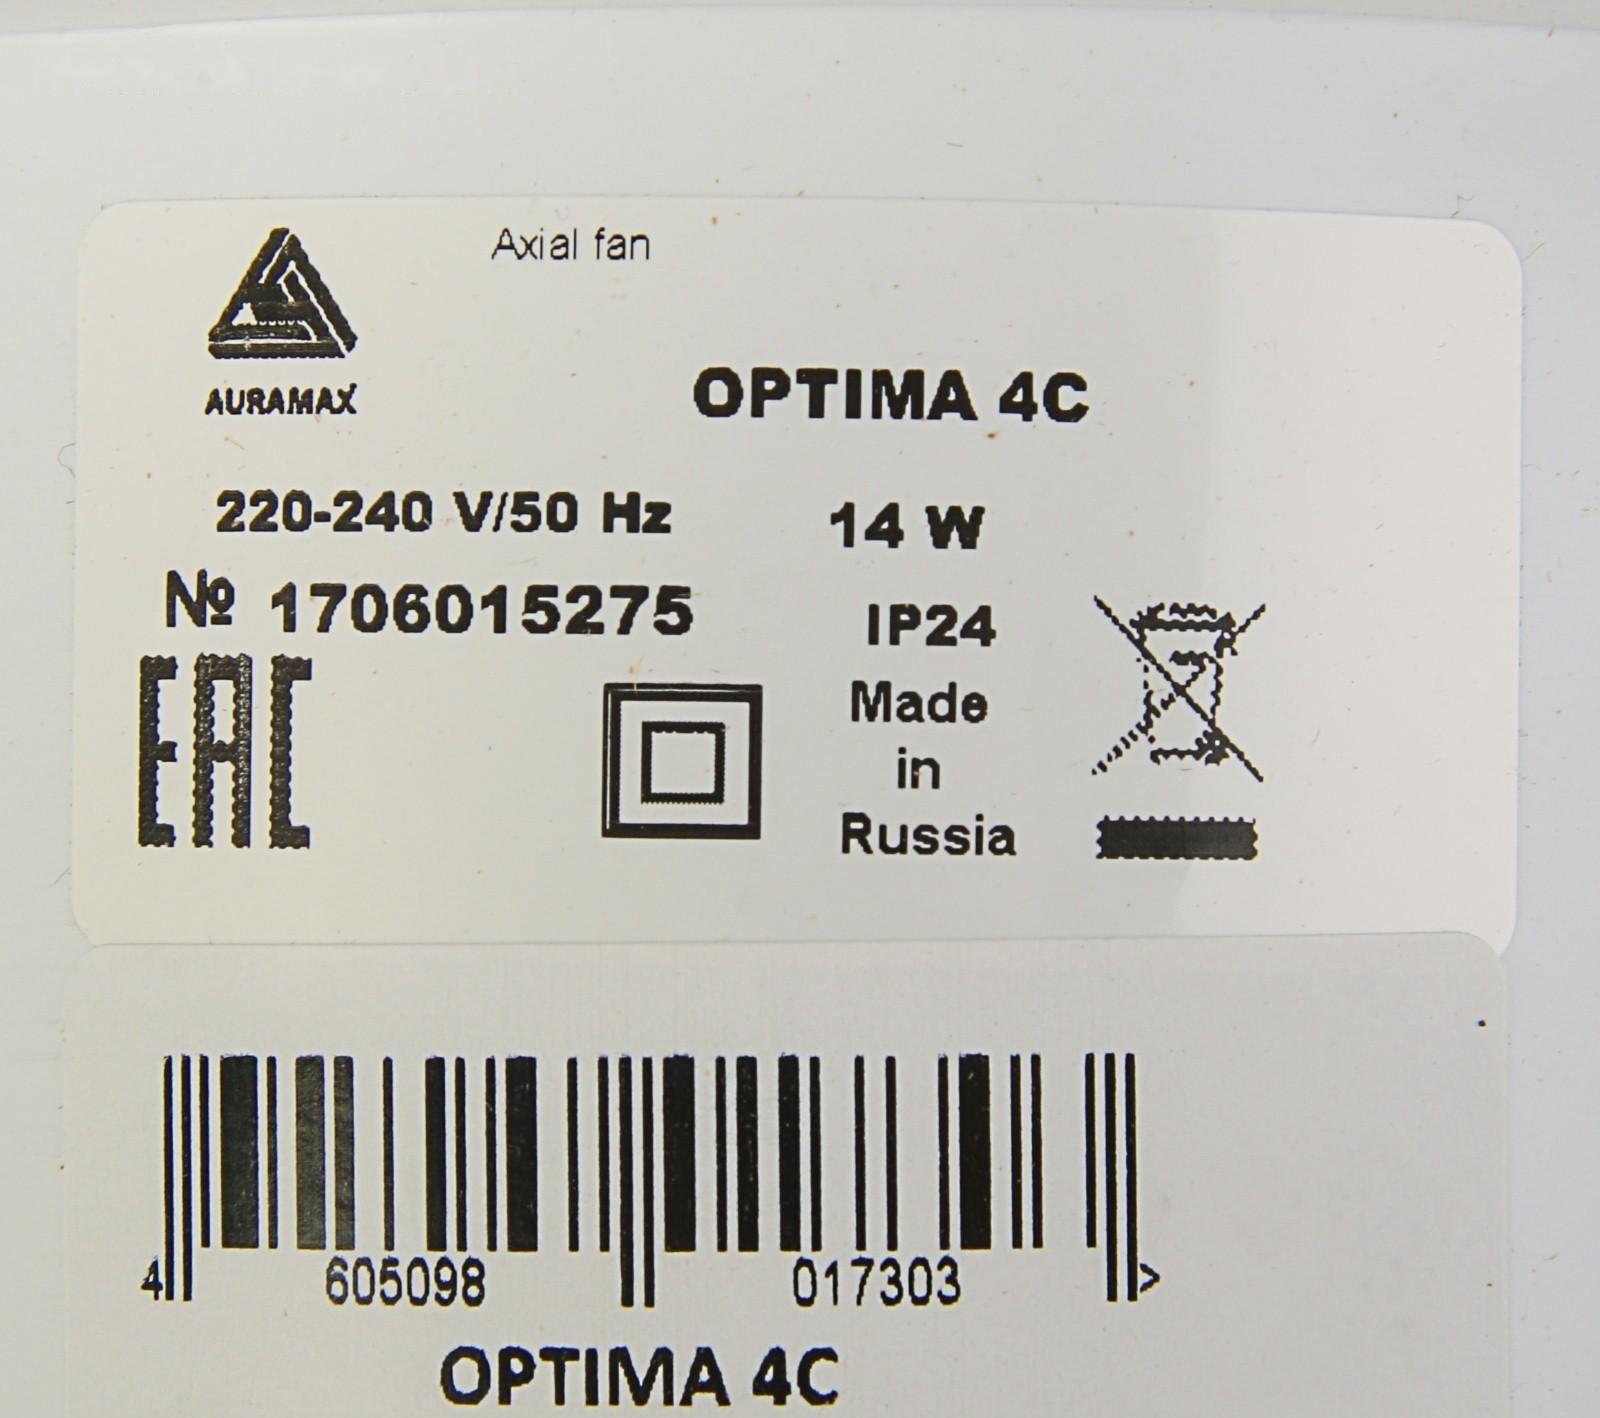 Axial fan
AURAMAX
OPTIMA 4C
220-240 V/50 Hz
14 W
№ 1706015275
IP24
EAC
Made
in
Russia
4 605098 017303 >
OPTIMA 4C